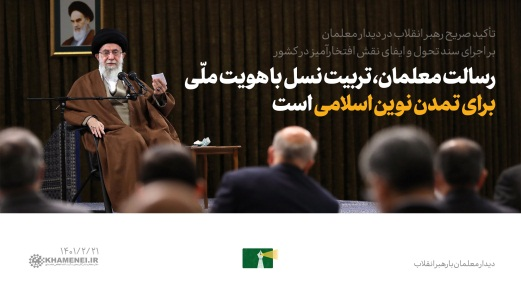 تأکید صریح رهبر انقلاب در دیدار معلمان
بر اجرای سند تحول و ایفای نقش افتخارآمیز در کشور
رسالت معلمان، تربیت نسل با هویت ملّی
برای تمدن نوین اسلامی است
۱۴۰۱/۲/۲۱
KHAMENEI.IR
دیدار معلمان با رهبر انقلاب